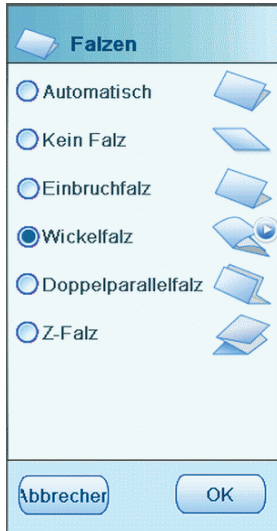 Falzen
Automatisch
Kein Falz
Einbruchfalz
Wickelfalz
Doppelparallelfalz
Z-Falz
Abbrechen OK